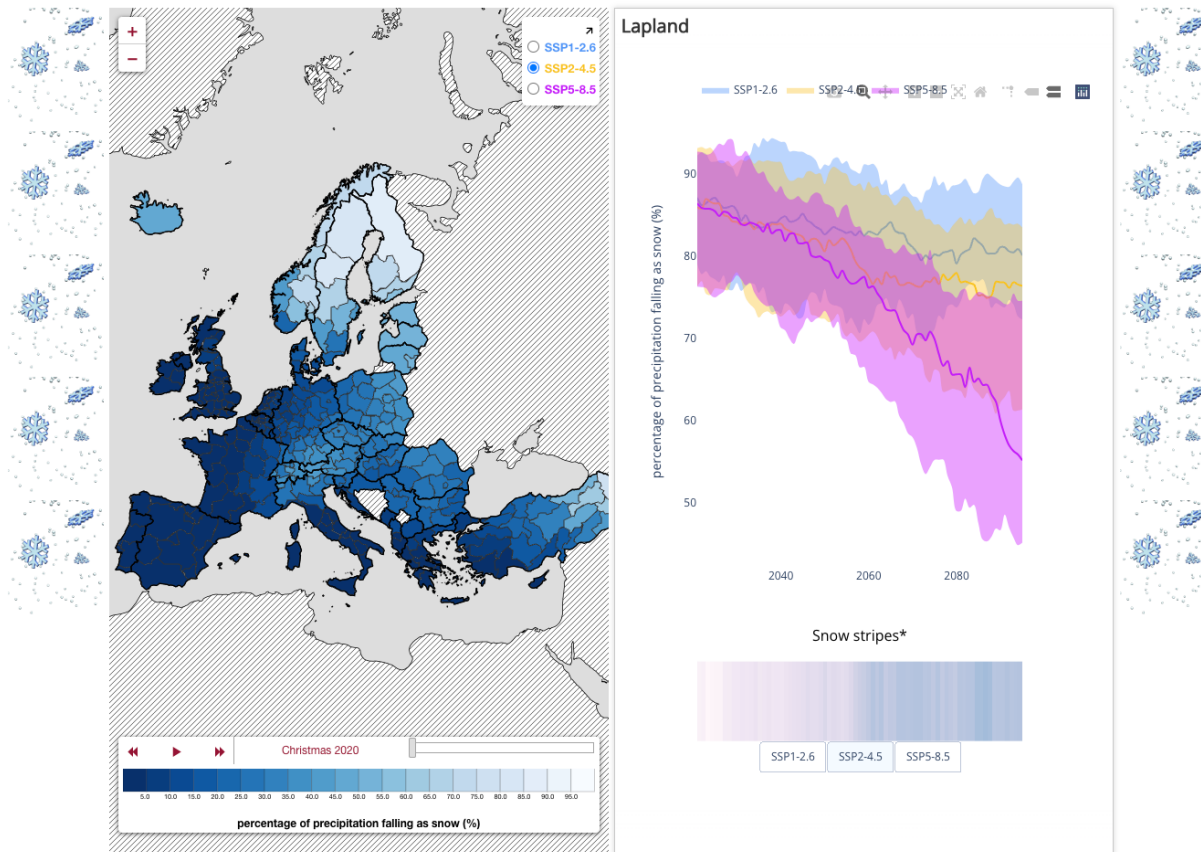 +
−
SSP1-2.6
SSP2-4.5
SSP5-8.5
Christmas 2020
5.0 10.0 15.0 20.0 25.0 30.0 35.0 40.0 45.0 50.0 55.0 60.0 65.0 70.0 75.0 80.0 85.0 90.0 95.0
percentage of precipitation falling as snow (%)
Lapland
SSP1-2.6 SSP2-4.5 SSP5-8.5
percentage of precipitation falling as snow (%)
90
80
70
60
50
2040 2060 2080
Snow stripes*
SSP1-2.6 SSP2-4.5 SSP5-8.5